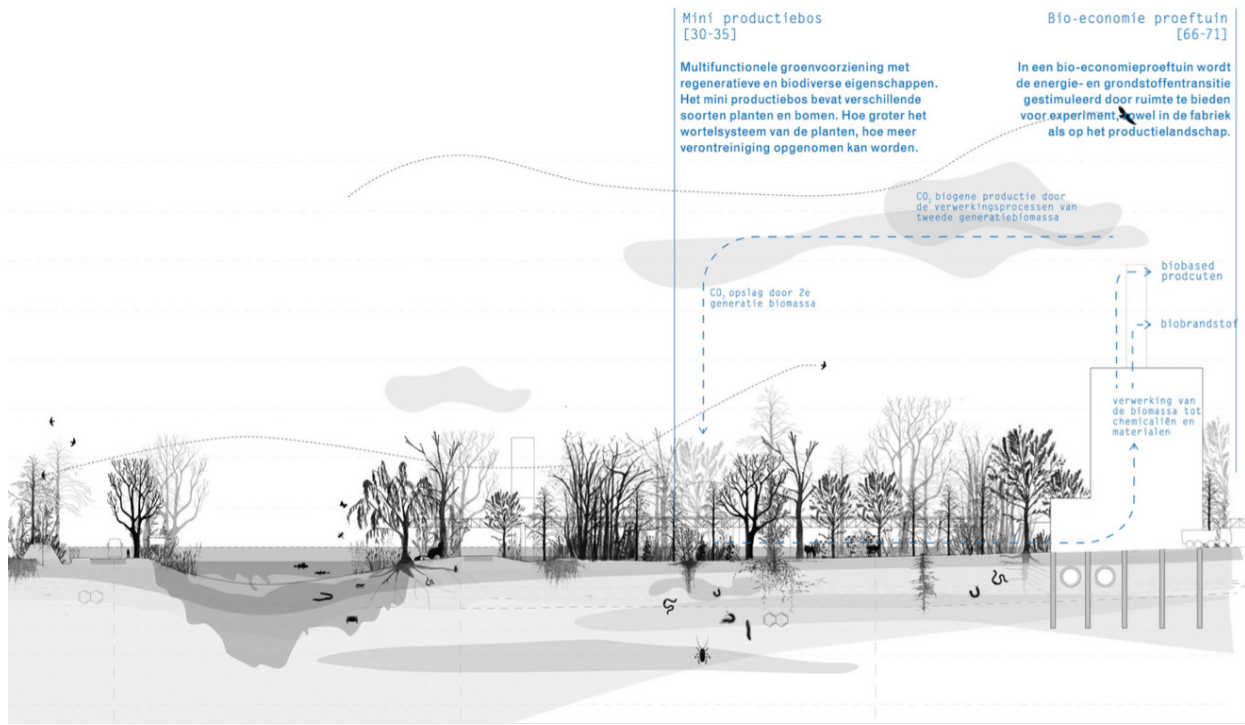 Mini productiebos
[30-35]
Multifunctionele groenvoorziening met
regeneratieve en biodiverse eigenschappen.
Het mini productiebos bevat verschillende
soorten planten en bomen. Hoe groter het
wortelsysteem van de planten, hoe meer
verontreiniging opgenomen kan worden.
Bio-economie proeftuin
[66-71]
In een bio-economieproeftuin wordt
de energie- en grondstoffentransitie
gestimuleerd door ruimte te bieden
voor experiment, zowel in de fabriek
als op het productielandschap.
CO₂ biogene productie door
de verwerkingsprocessen van
tweede generatiebiomassa
CO₂ opslag door 2e
generatie biomassa
biobased
prodcuten
biobrandstof
verwerking van
de biomassa tot
chemicaliën en
materialen